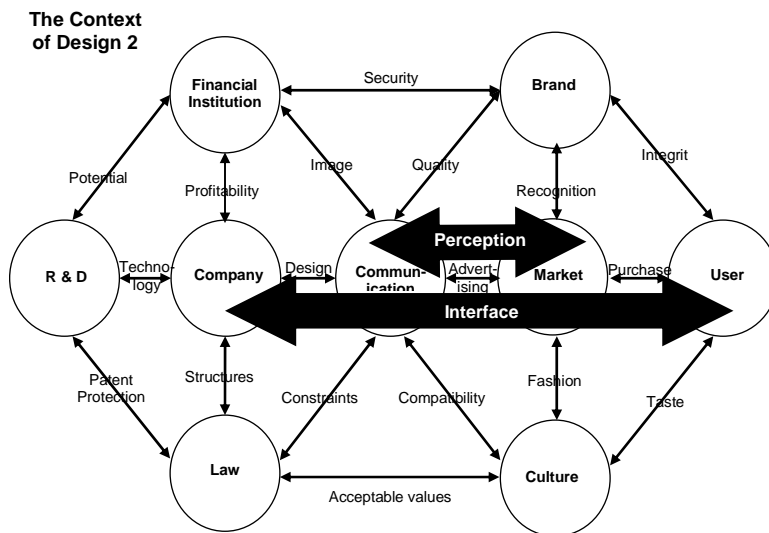 The Context
of Design 2
Financial
Institution
Security
Brand
Potential
Profitability
Image
Quality
Recognition
Integrit
Perception
R & D
Techno-
logy
Company
Design
Commun-
ication
Advert-
ising
Market
Purchase
User
Interface
Patent
Protection
Structures
Constraints
Compatibility
Fashion
Taste
Law
Acceptable values
Culture